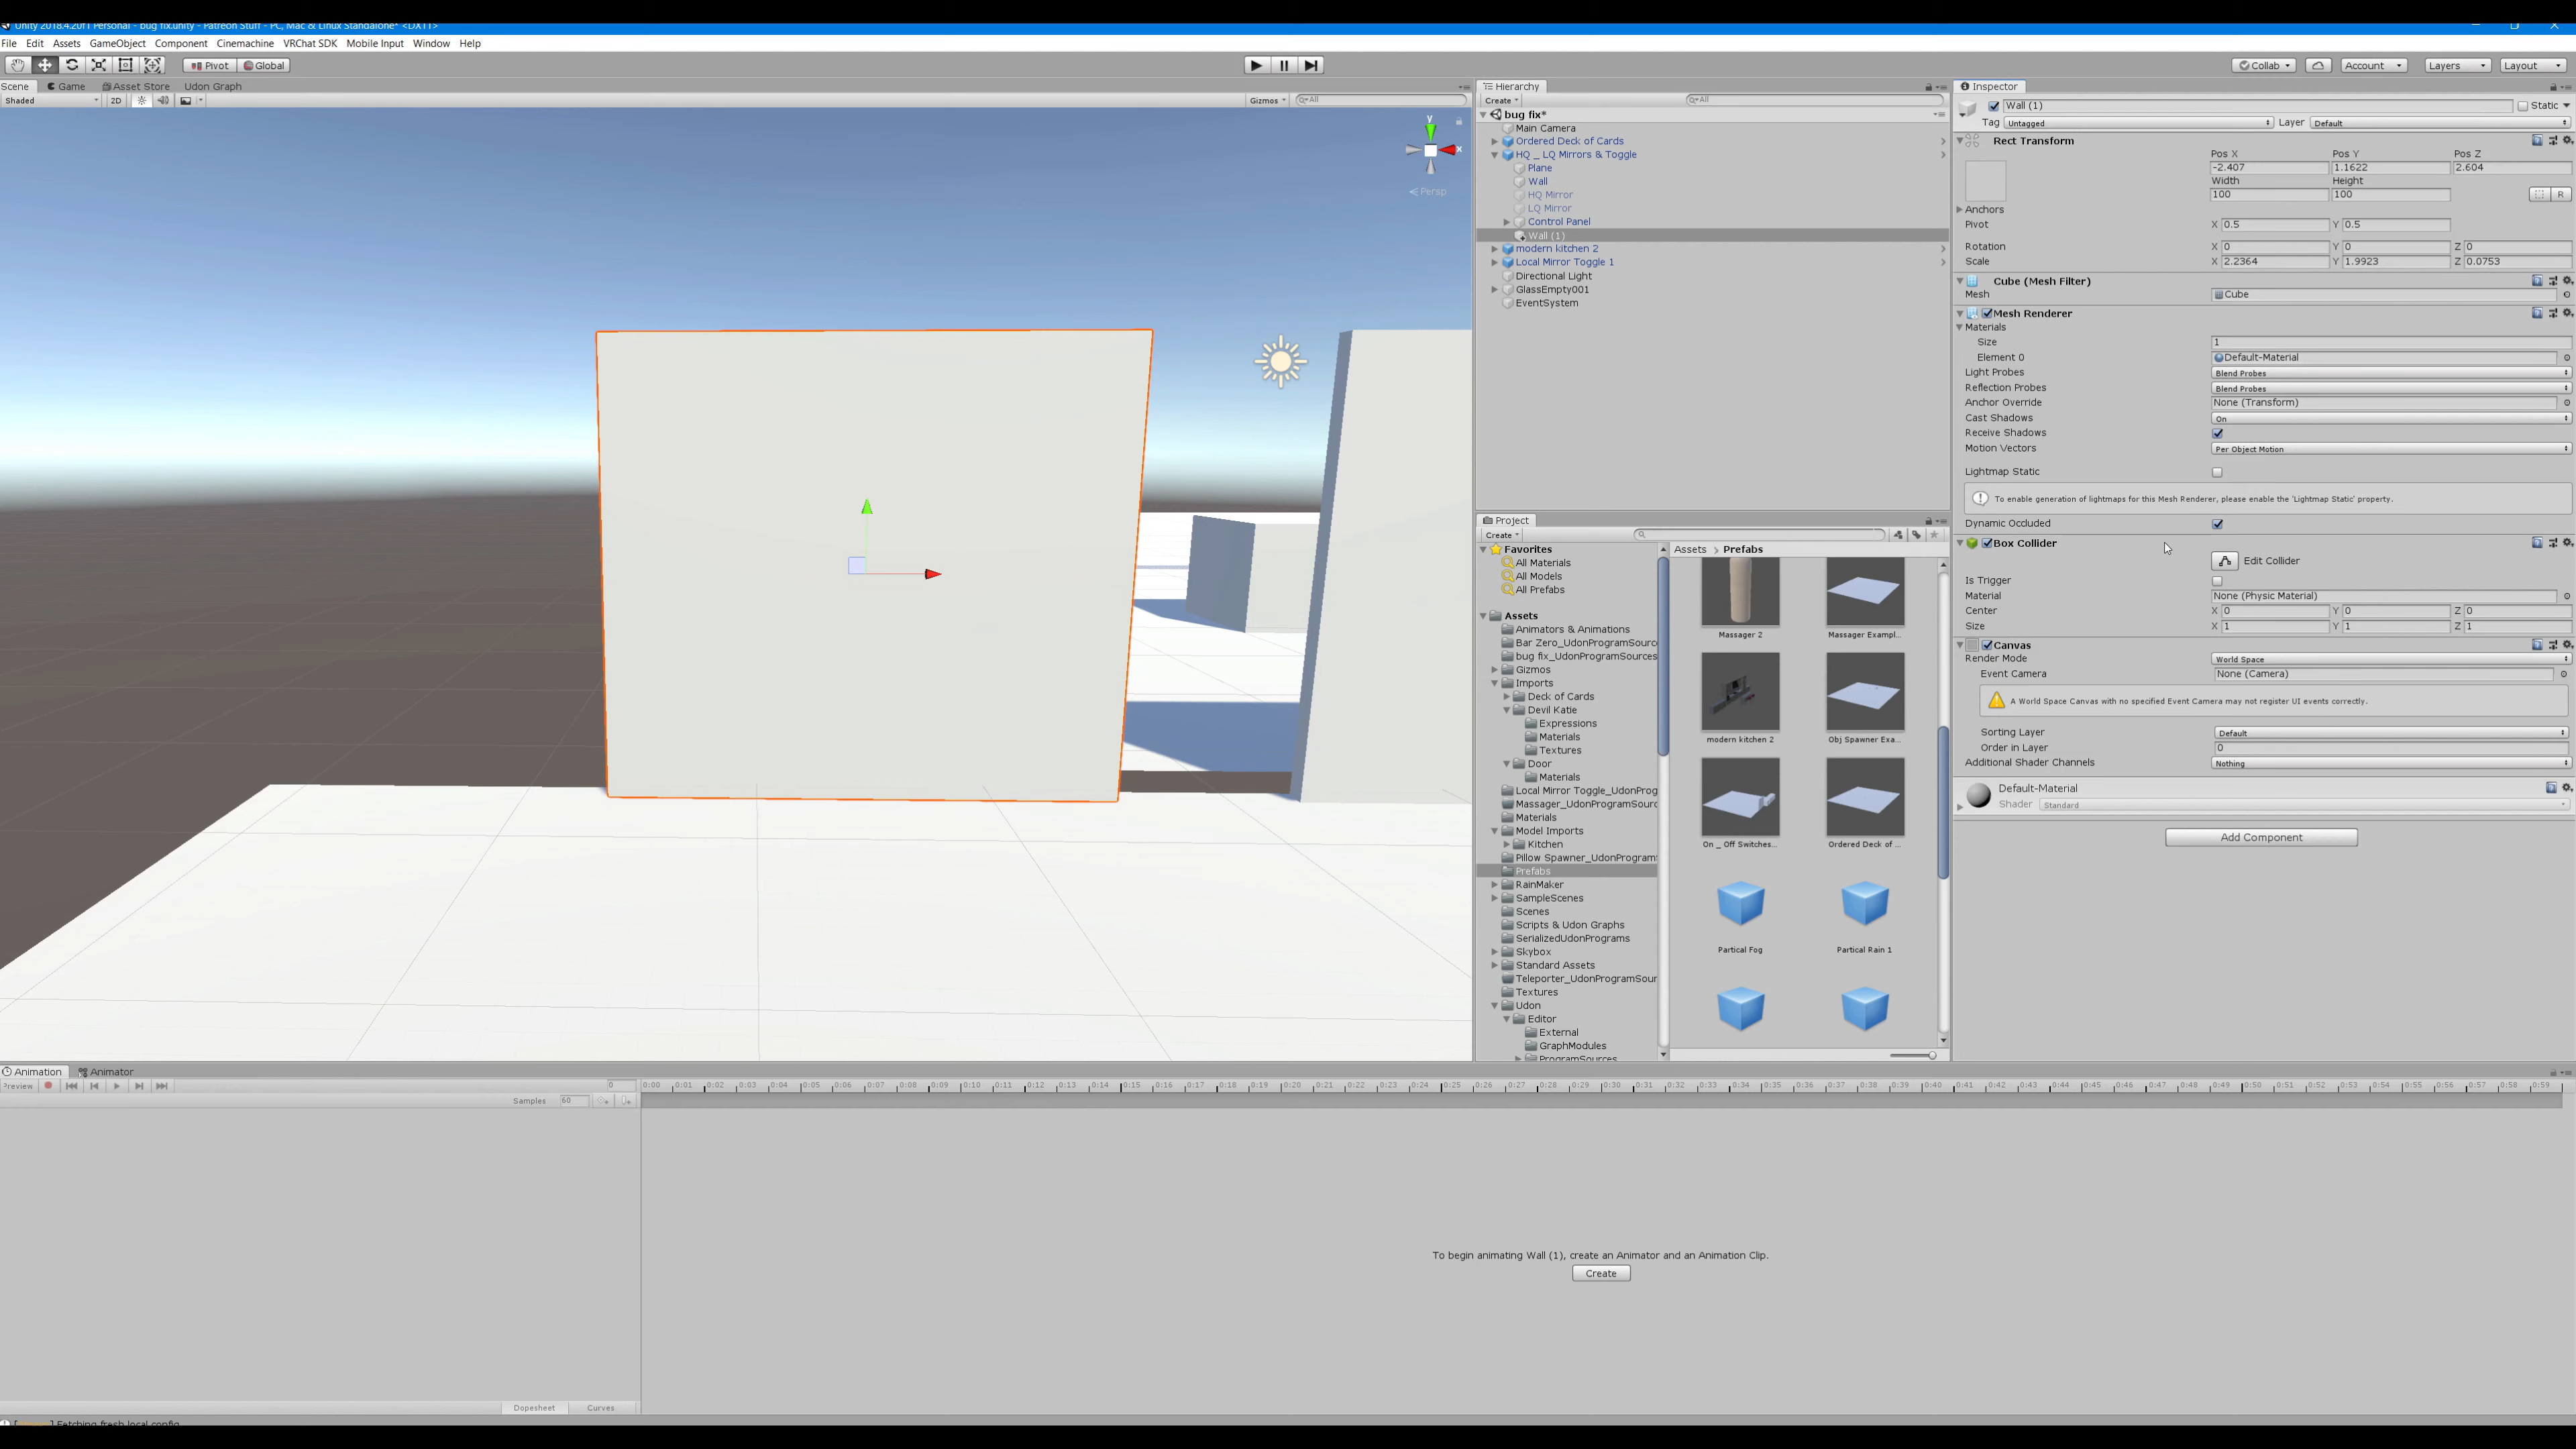 Unity 2018.4.20f1 Personal - bug fix.unity - Patreon Stuff - PC, Mac & Linux Standalone* <DX11>
File Edit Assets GameObject Component Cinemachine VRChat SDK Mobile Input Window Help
Pivot Global Collab Account Layers Layout
Scene Game Asset Store Udon Graph
Shaded 2D Gizmos All
y
x
Persp
Hierarchy
Create All
bug fix*
Main Camera
Ordered Deck of Cards
HQ _ LQ Mirrors & Toggle
Plane
Wall
HQ Mirror
LQ Mirror
Control Panel
Wall (1)
modern kitchen 2
Local Mirror Toggle 1
Directional Light
GlassEmpty001
EventSystem
Project
Create
Favorites
All Materials
All Models
All Prefabs
Assets
Animators & Animations
Bar Zero_UdonProgramSourc
bug fix_UdonProgramSources
Gizmos
Imports
Deck of Cards
Devil Katie
Expressions
Materials
Textures
Door
Materials
Local Mirror Toggle_UdonProg
Massager_UdonProgramSourc
Materials
Model Imports
Kitchen
Pillow Spawner_UdonProgram
Prefabs
RainMaker
SampleScenes
Scenes
Scripts & Udon Graphs
SerializedUdonPrograms
Skybox
Standard Assets
Teleporter_UdonProgramSour
Textures
Udon
Editor
External
GraphModules
ProgramSources
Assets > Prefabs
Massager 2 Massager Exampl...
modern kitchen 2 Obj Spawner Exa...
On _ Off Switches... Ordered Deck of ...
Partical Fog Partical Rain 1
Inspector
Wall (1) Static
Tag Untagged Layer Default
Rect Transform
Pos X Pos Y Pos Z
-2.407 1.1622 2.604
Width Height
100 100 R
Anchors
Pivot X 0.5 Y 0.5
Rotation X 0 Y 0 Z 0
Scale X 2.2364 Y 1.9923 Z 0.0753
Cube (Mesh Filter)
Mesh Cube
Mesh Renderer
Materials
Size 1
Element 0 Default-Material
Light Probes Blend Probes
Reflection Probes Blend Probes
Anchor Override None (Transform)
Cast Shadows On
Receive Shadows
Motion Vectors Per Object Motion
Lightmap Static
To enable generation of lightmaps for this Mesh Renderer, please enable the 'Lightmap Static' property.
Dynamic Occluded
Box Collider
Edit Collider
Is Trigger
Material None (Physic Material)
Center X 0 Y 0 Z 0
Size X 1 Y 1 Z 1
Canvas
Render Mode World Space
Event Camera None (Camera)
A World Space Canvas with no specified Event Camera may not register UI events correctly.
Sorting Layer Default
Order in Layer 0
Additional Shader Channels Nothing
Default-Material
Shader Standard
Add Component
Animation Animator
Preview 0 0:00 0:01 0:02 0:03 0:04 0:05 0:06 0:07 0:08 0:09 0:10 0:11 0:12 0:13 0:14 0:15 0:16 0:17 0:18 0:19 0:20 0:21 0:22 0:23 0:24 0:25 0:26 0:27 0:28 0:29 0:30 0:31 0:32 0:33 0:34 0:35 0:36 0:37 0:38 0:39 0:40 0:41 0:42 0:43 0:44 0:45 0:46 0:47 0:48 0:49 0:50 0:51 0:52 0:53 0:54 0:55 0:56 0:57 0:58 0:59
Samples 60
To begin animating Wall (1), create an Animator and an Animation Clip.
Create
Dopesheet Curves
] Fetching fresh local config